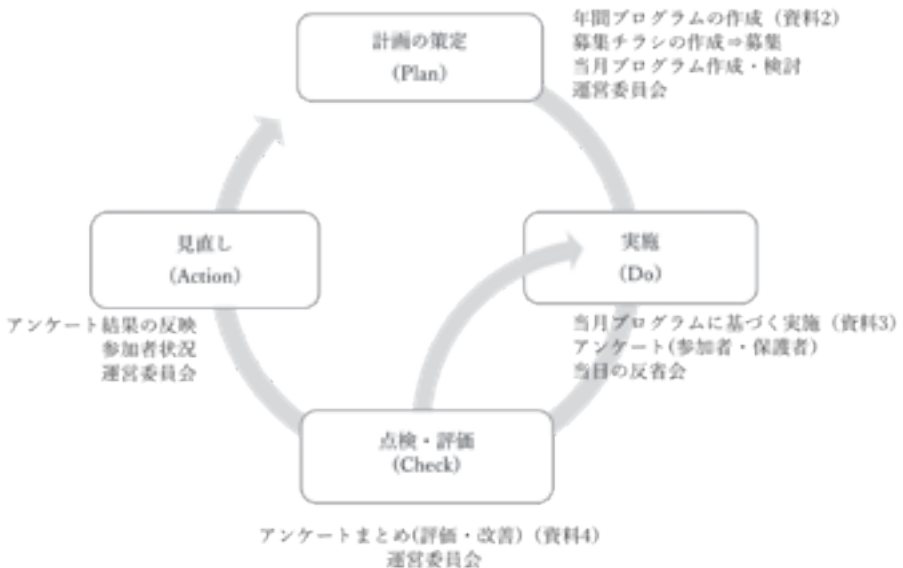 計画の策定
(Plan)
年間プログラムの作成（資料2）
募集チラシの作成⇒募集
当月プログラム作成・検討
運営委員会
実施
(Do)
当月プログラムに基づく実施（資料3）
アンケート(参加者・保護者)
当日の反省会
点検・評価
(Check)
アンケートまとめ(評価・改善)（資料4）
運営委員会
見直し
(Action)
アンケート結果の反映
参加者状況
運営委員会